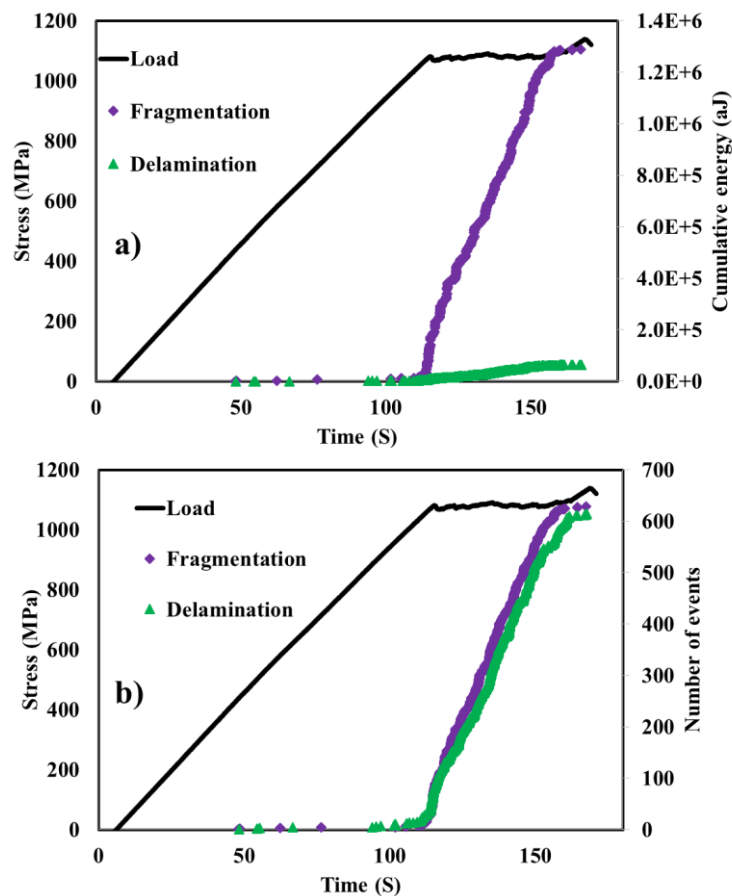 1200
1000
800
600
400
200
0
Stress (MPa)
Load
Fragmentation
Delamination
a)
1.4E+6
1.2E+6
1.0E+6
8.0E+5
6.0E+5
4.0E+5
2.0E+5
0.0E+0
Cumulative energy (aJ)
0 50 100 150
Time (S)
1200
1000
800
600
400
200
0
Stress (MPa)
Load
Fragmentation
Delamination
b)
700
600
500
400
300
200
100
0
Number of events
0 50 100 150
Time (S)